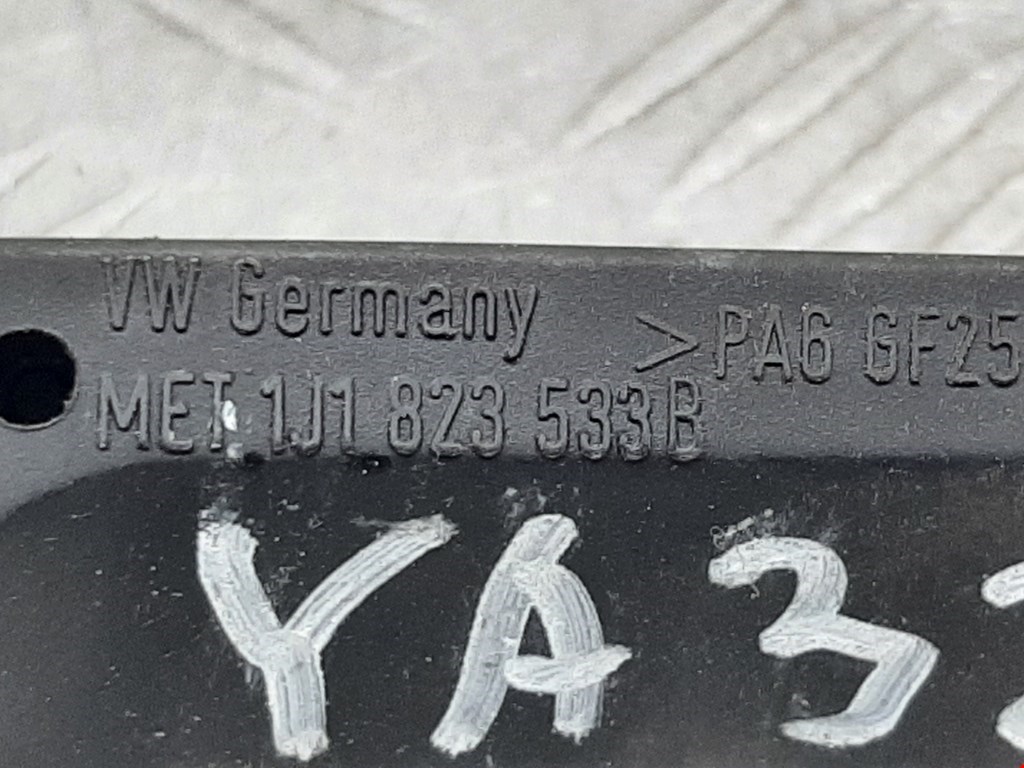 VW Germany
>PA6 GF25
MET 1J1 823 533 B
YA3